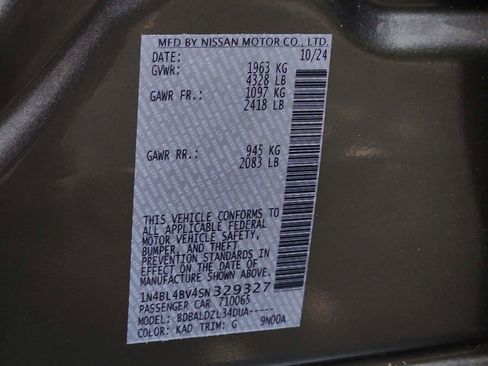 MFD BY NISSAN MOTOR CO., LTD.
DATE: 10/24
GVWR: 1963 KG
4328 LB
GAWR FR.: 1097 KG
2418 LB
GAWR RR.: 945 KG
2083 LB
THIS VEHICLE CONFORMS TO
ALL APPLICABLE FEDERAL
MOTOR VEHICLE SAFETY,
BUMPER, AND THEFT
PREVENTION STANDARDS IN
EFFECT ON THE DATE OF
MANUFACTURE SHOWN ABOVE.
1N4BL4BV4SN329327
PASSENGER CAR 710065
MODEL: BDBALDZL34DUA-----
COLOR: KAD TRIM: G 9N00A